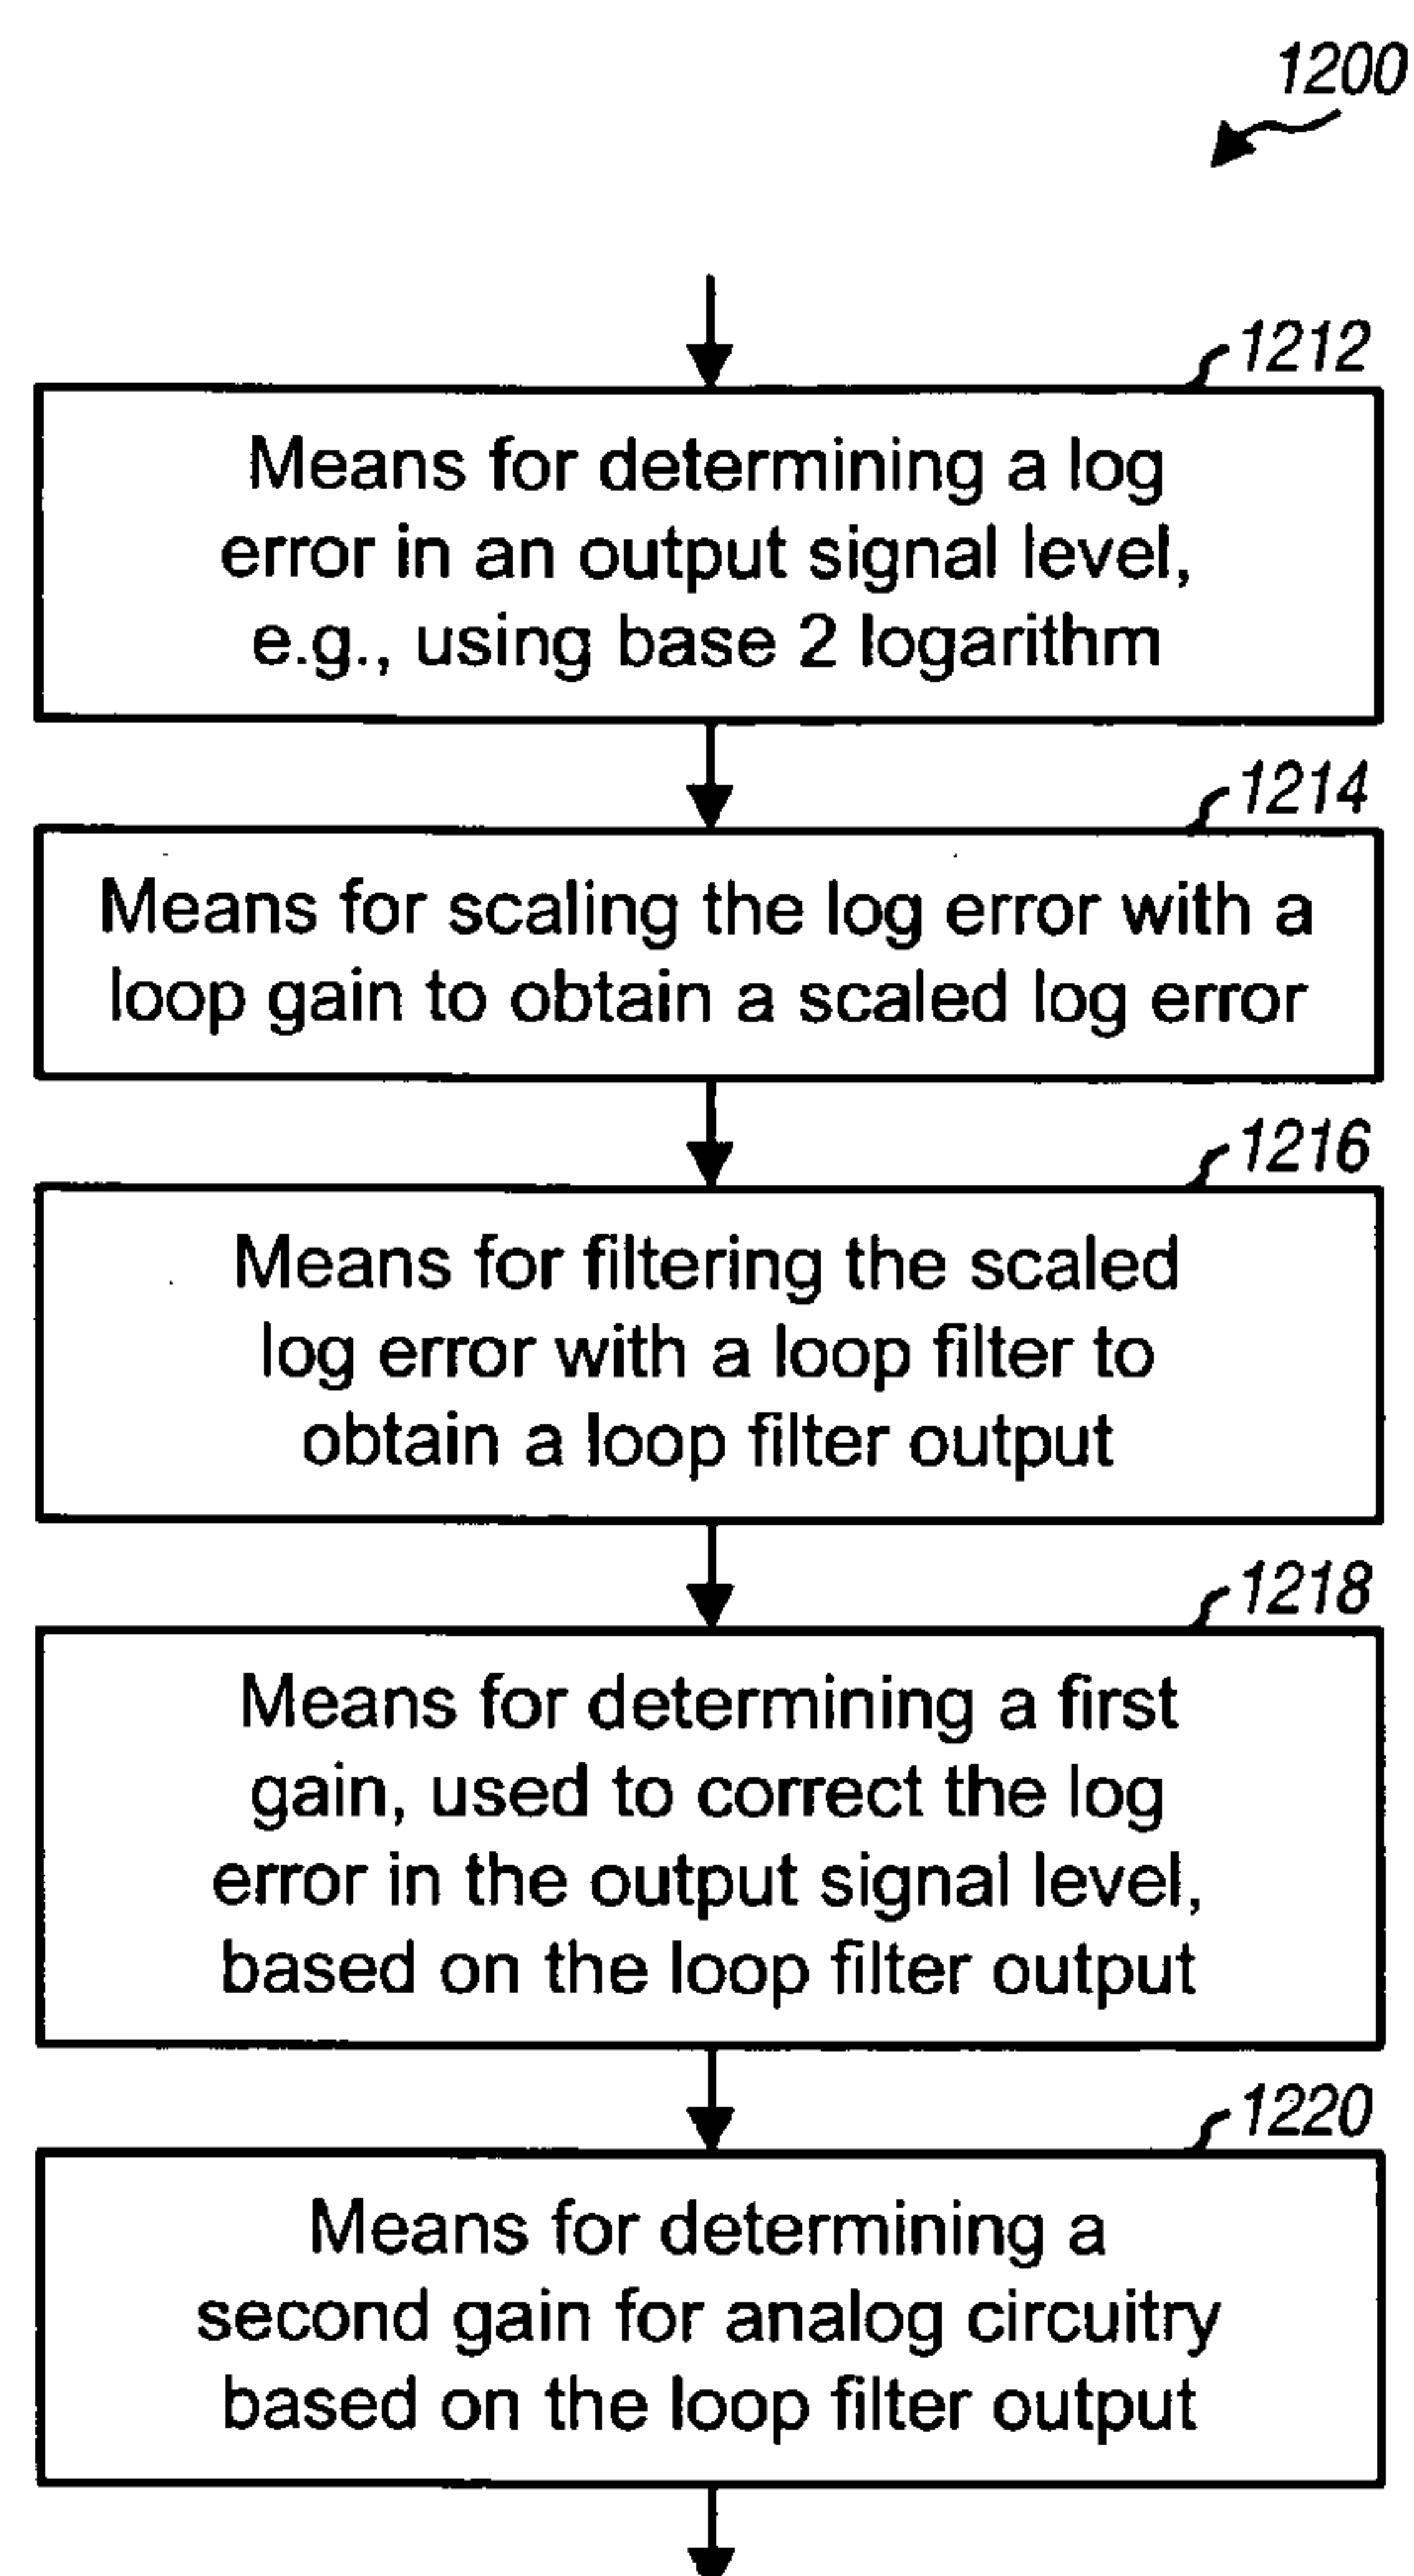 1200
1212
Means for determining a log
error in an output signal level,
e.g., using base 2 logarithm
1214
Means for scaling the log error with a
loop gain to obtain a scaled log error
1216
Means for filtering the scaled
log error with a loop filter to
obtain a loop filter output
1218
Means for determining a first
gain, used to correct the log
error in the output signal level,
based on the loop filter output
1220
Means for determining a
second gain for analog circuitry
based on the loop filter output